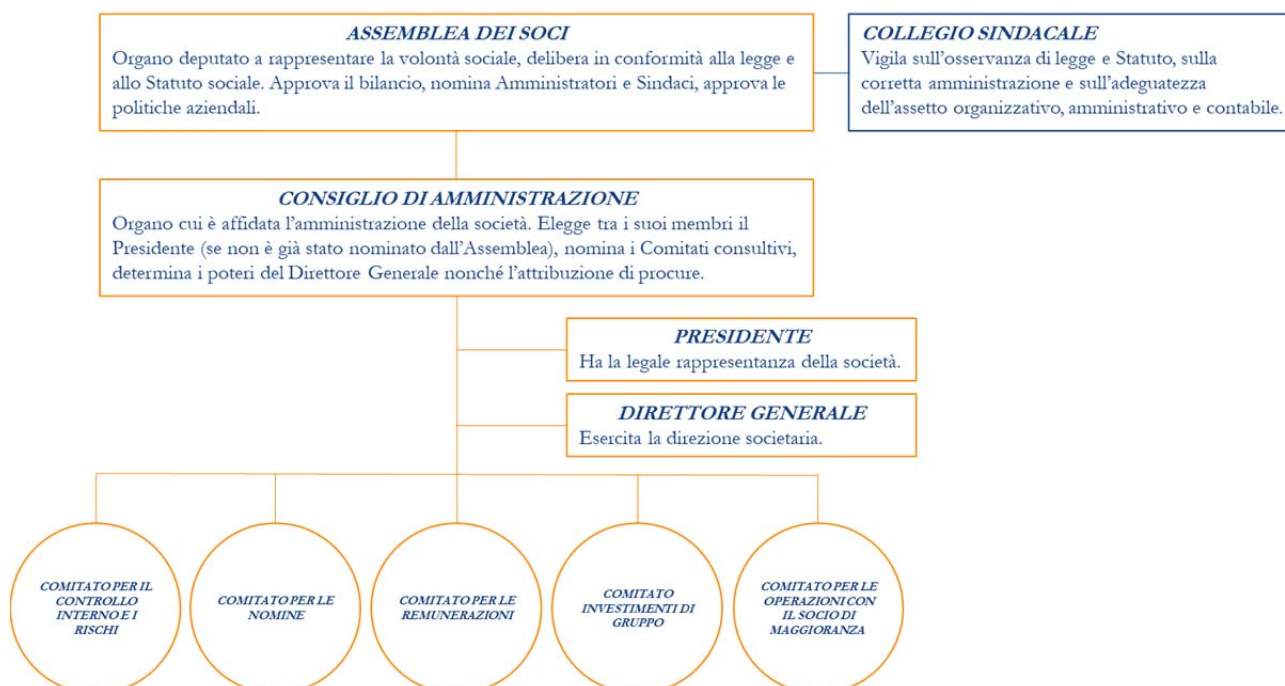 ASSEMBLEA DEI SOCI
Organo deputato a rappresentare la volontà sociale, delibera in conformità alla legge e
allo Statuto sociale. Approva il bilancio, nomina Amministratori e Sindaci, approva le
politiche aziendali.
COLLEGIO SINDACALE
Vigila sull’osservanza di legge e Statuto, sulla
corretta amministrazione e sull’adeguatezza
dell’assetto organizzativo, amministrativo e contabile.
CONSIGLIO DI AMMINISTRAZIONE
Organo cui è affidata l’amministrazione della società. Elegge tra i suoi membri il
Presidente (se non è già stato nominato dall’Assemblea), nomina i Comitati consultivi,
determina i poteri del Direttore Generale nonché l’attribuzione di procure.
PRESIDENTE
Ha la legale rappresentanza della società.
DIRETTORE GENERALE
Esercita la direzione societaria.
COMITATO PER IL
CONTROLLO
INTERNO E I
RISCHI
COMITATO PER LE
NOMINE
COMITATO PER LE
REMUNERAZIONI
COMITATO
INVESTIMENTI DI
GRUPPO
COMITATO PER LE
OPERAZIONI CON
IL SOCIO DI
MAGGIORANZA